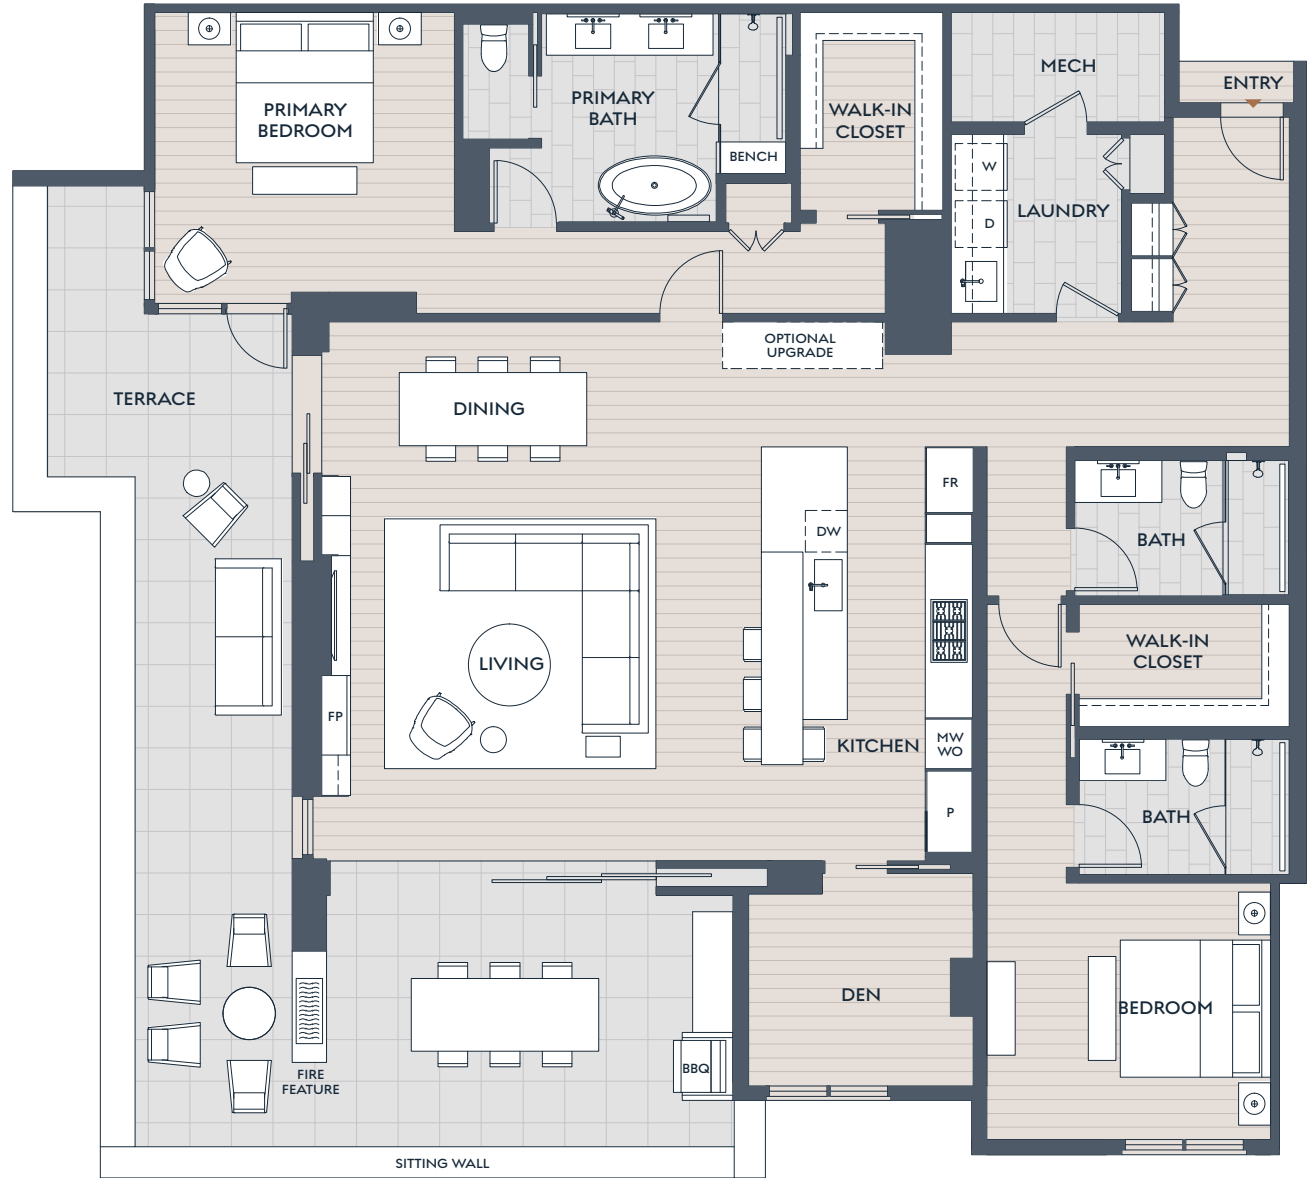 MECH
ENTRY
PRIMARY
BEDROOM
PRIMARY
BATH
WALK-IN
CLOSET
BENCH
W
LAUNDRY
D
OPTIONAL
UPGRADE
TERRACE
DINING
FR
DW
BATH
WALK-IN
CLOSET
LIVING
FP
KITCHEN
MW
WO
P
BATH
DEN
BEDROOM
FIRE
FEATURE
BBQ
SITTING WALL